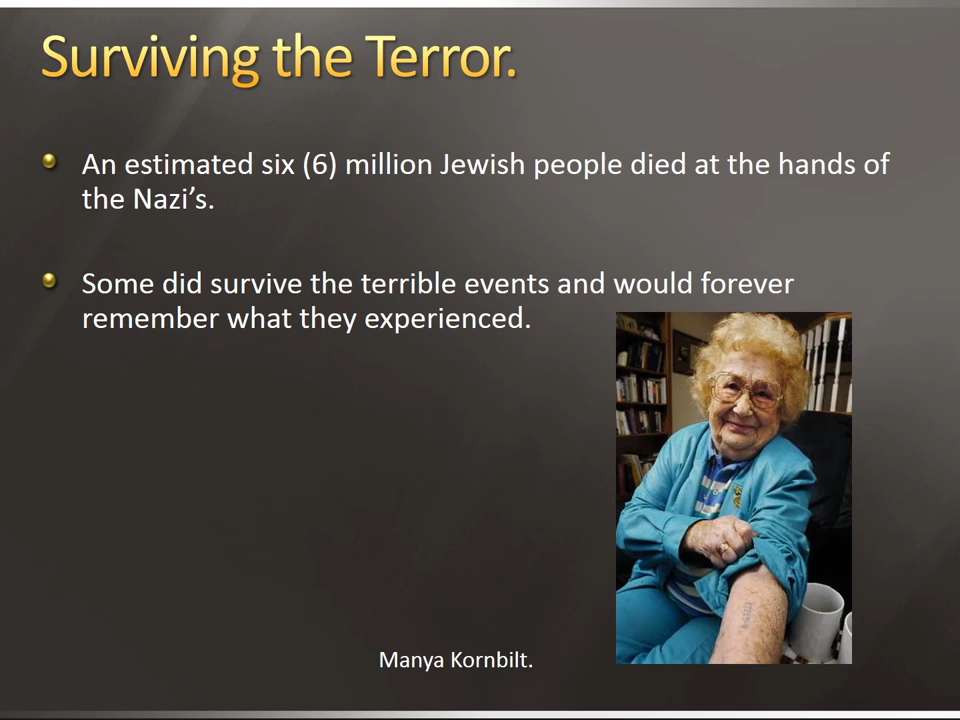 Surviving the Terror.
An estimated six (6) million Jewish people died at the hands of
the Nazi’s.
Some did survive the terrible events and would forever
remember what they experienced.
Manya Kornbilt.